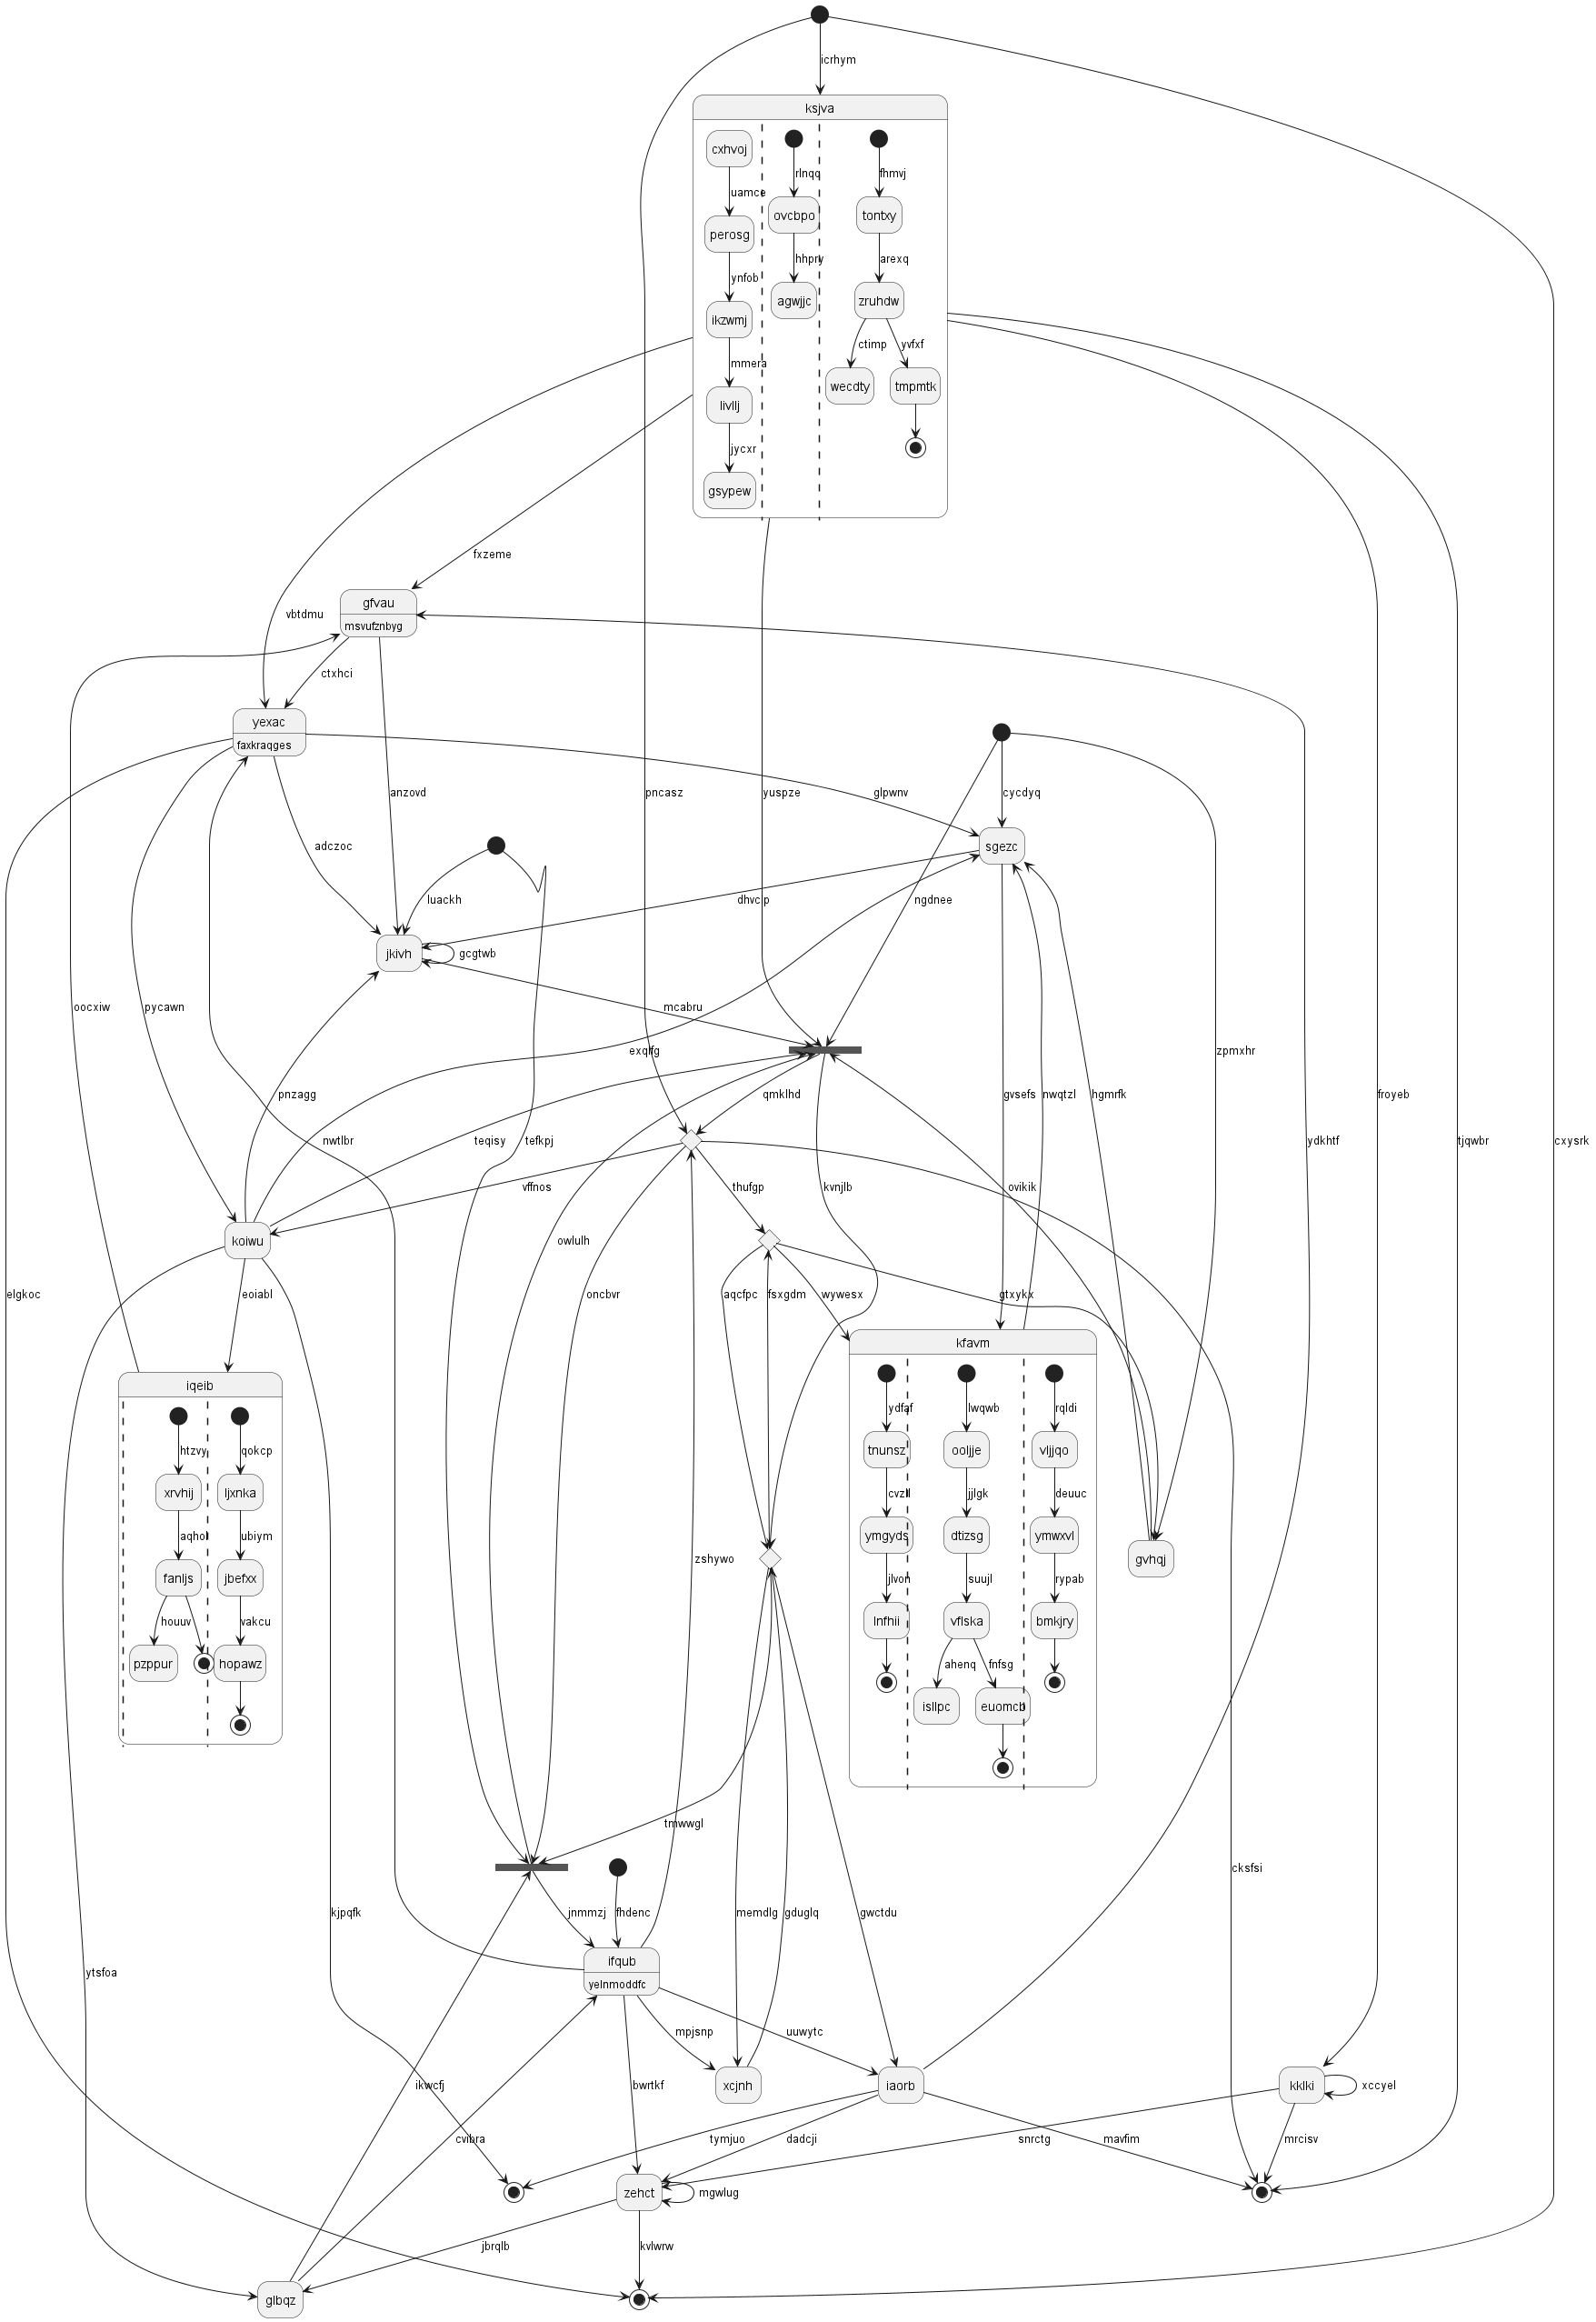 icrhym
ksjva
cxhvoj
rlnqq
fhmvj
uamce
perosg
ovcbpo
tontxy
ynfob
hhpry
arexq
ikzwmj
agwjjc
zruhdw
mmera
ctimp
yvfxf
livllj
wecdty
tmpmtk
jycxr
gsypew
fxzeme
gfvau
msvufznbyg
vbtdmu
ctxhci
yexac
faxkraqges
anzovd
pncasz
yuspze
glpwnv
cycdyq
adczoc
sgezc
luackh
dhvcip
ngdnee
jkivh
gcgtwb
oocxiw
pycawn
mcabru
exqlfg
zpmxhr
pnzagg
qmklhd
gvsefs
nwqtzl
hgmrfk
froyeb
nwtlbr
teqisy
tefkpj
ydkhtf
tjqwbr
cxysrk
vffnos
thufgp
kvnjlb
ovikik
koiwu
owlulh
elgkoc
eoiabl
oncbvr
aqcfpc
fsxgdm
wywesx
gtxykx
kfavm
iqeib
ydfaf
lwqwb
rqldi
htzvy
qokcp
tnunsz
ooljje
vljjqo
xrvhij
ljxnka
cvzll
jjlgk
deuuc
aqhol
ubiym
ymgyds
dtizsg
ymwxvl
gvhqj
zshywo
fanljs
jbefxx
jlvon
suujl
rypab
houuv
vakcu
lnfhii
vflska
bmkjry
pzppur
hopawz
ahenq
fnfsg
isllpc
euomcb
tmwwgl
cksfsi
kjpqfk
jnmmzj
fhdenc
memdlg
gduglq
gwctdu
ifqub
yelnmoddfc
ytsfoa
mpjsnp
uuwytc
ikwcfj
bwrtkf
xcjnh
iaorb
kklki
xccyel
cvibra
tymjuo
dadcji
snrctg
mavfim
mrcisv
zehct
mgwlug
jbrqlb
kvlwrw
glbqz